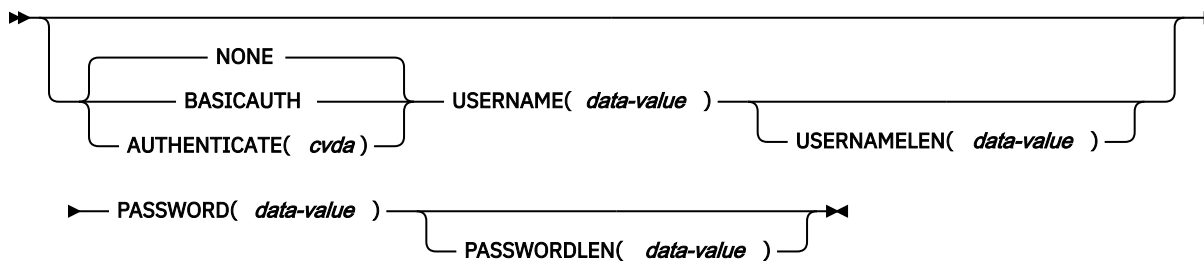 NONE
BASICAUTH
AUTHENTICATE( cvda )
USERNAME( data-value )
USERNAMELEN( data-value )
PASSWORD( data-value )
PASSWORDLEN( data-value )